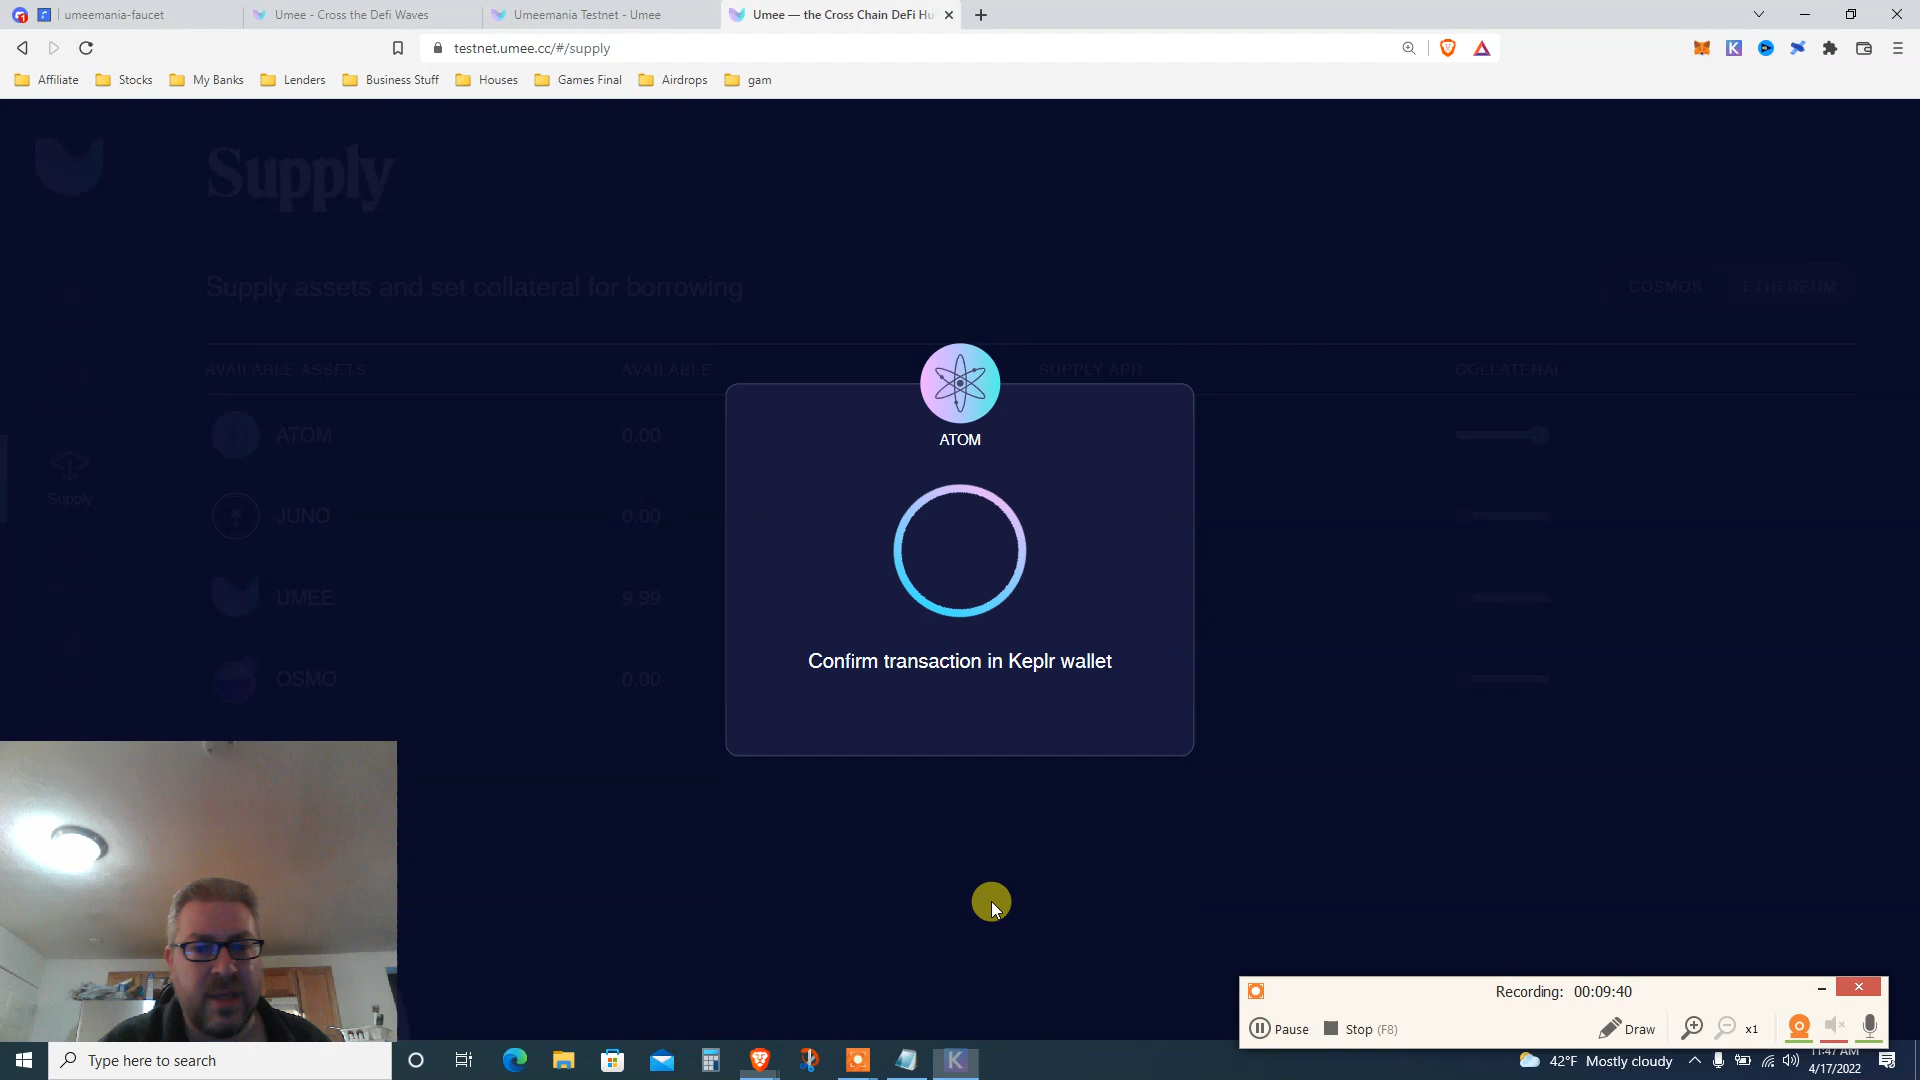 umeemania-faucet
Umee - Cross the Defi Waves
Umeemania Testnet - Umee
Umee — the Cross Chain DeFi Hu
testnet.umee.cc/#/supply
Affiliate
Stocks
My Banks
Lenders
Business Stuff
Houses
Games Final
Airdrops
gam
Supply
Supply assets and set collateral for borrowing
COSMOS
ETHEREUM
AVAILABLE ASSETS
AVAILABLE
SUPPLY APR
COLLATERAL
ATOM
0.00
ATOM
Supply
JUNO
0.00
UMEE
9.99
Confirm transaction in Keplr wallet
OSMO
0.00
Recording: 00:09:40
Pause
Stop (F8)
Draw
x1
Type here to search
42°F Mostly cloudy
11:47 AM
4/17/2022